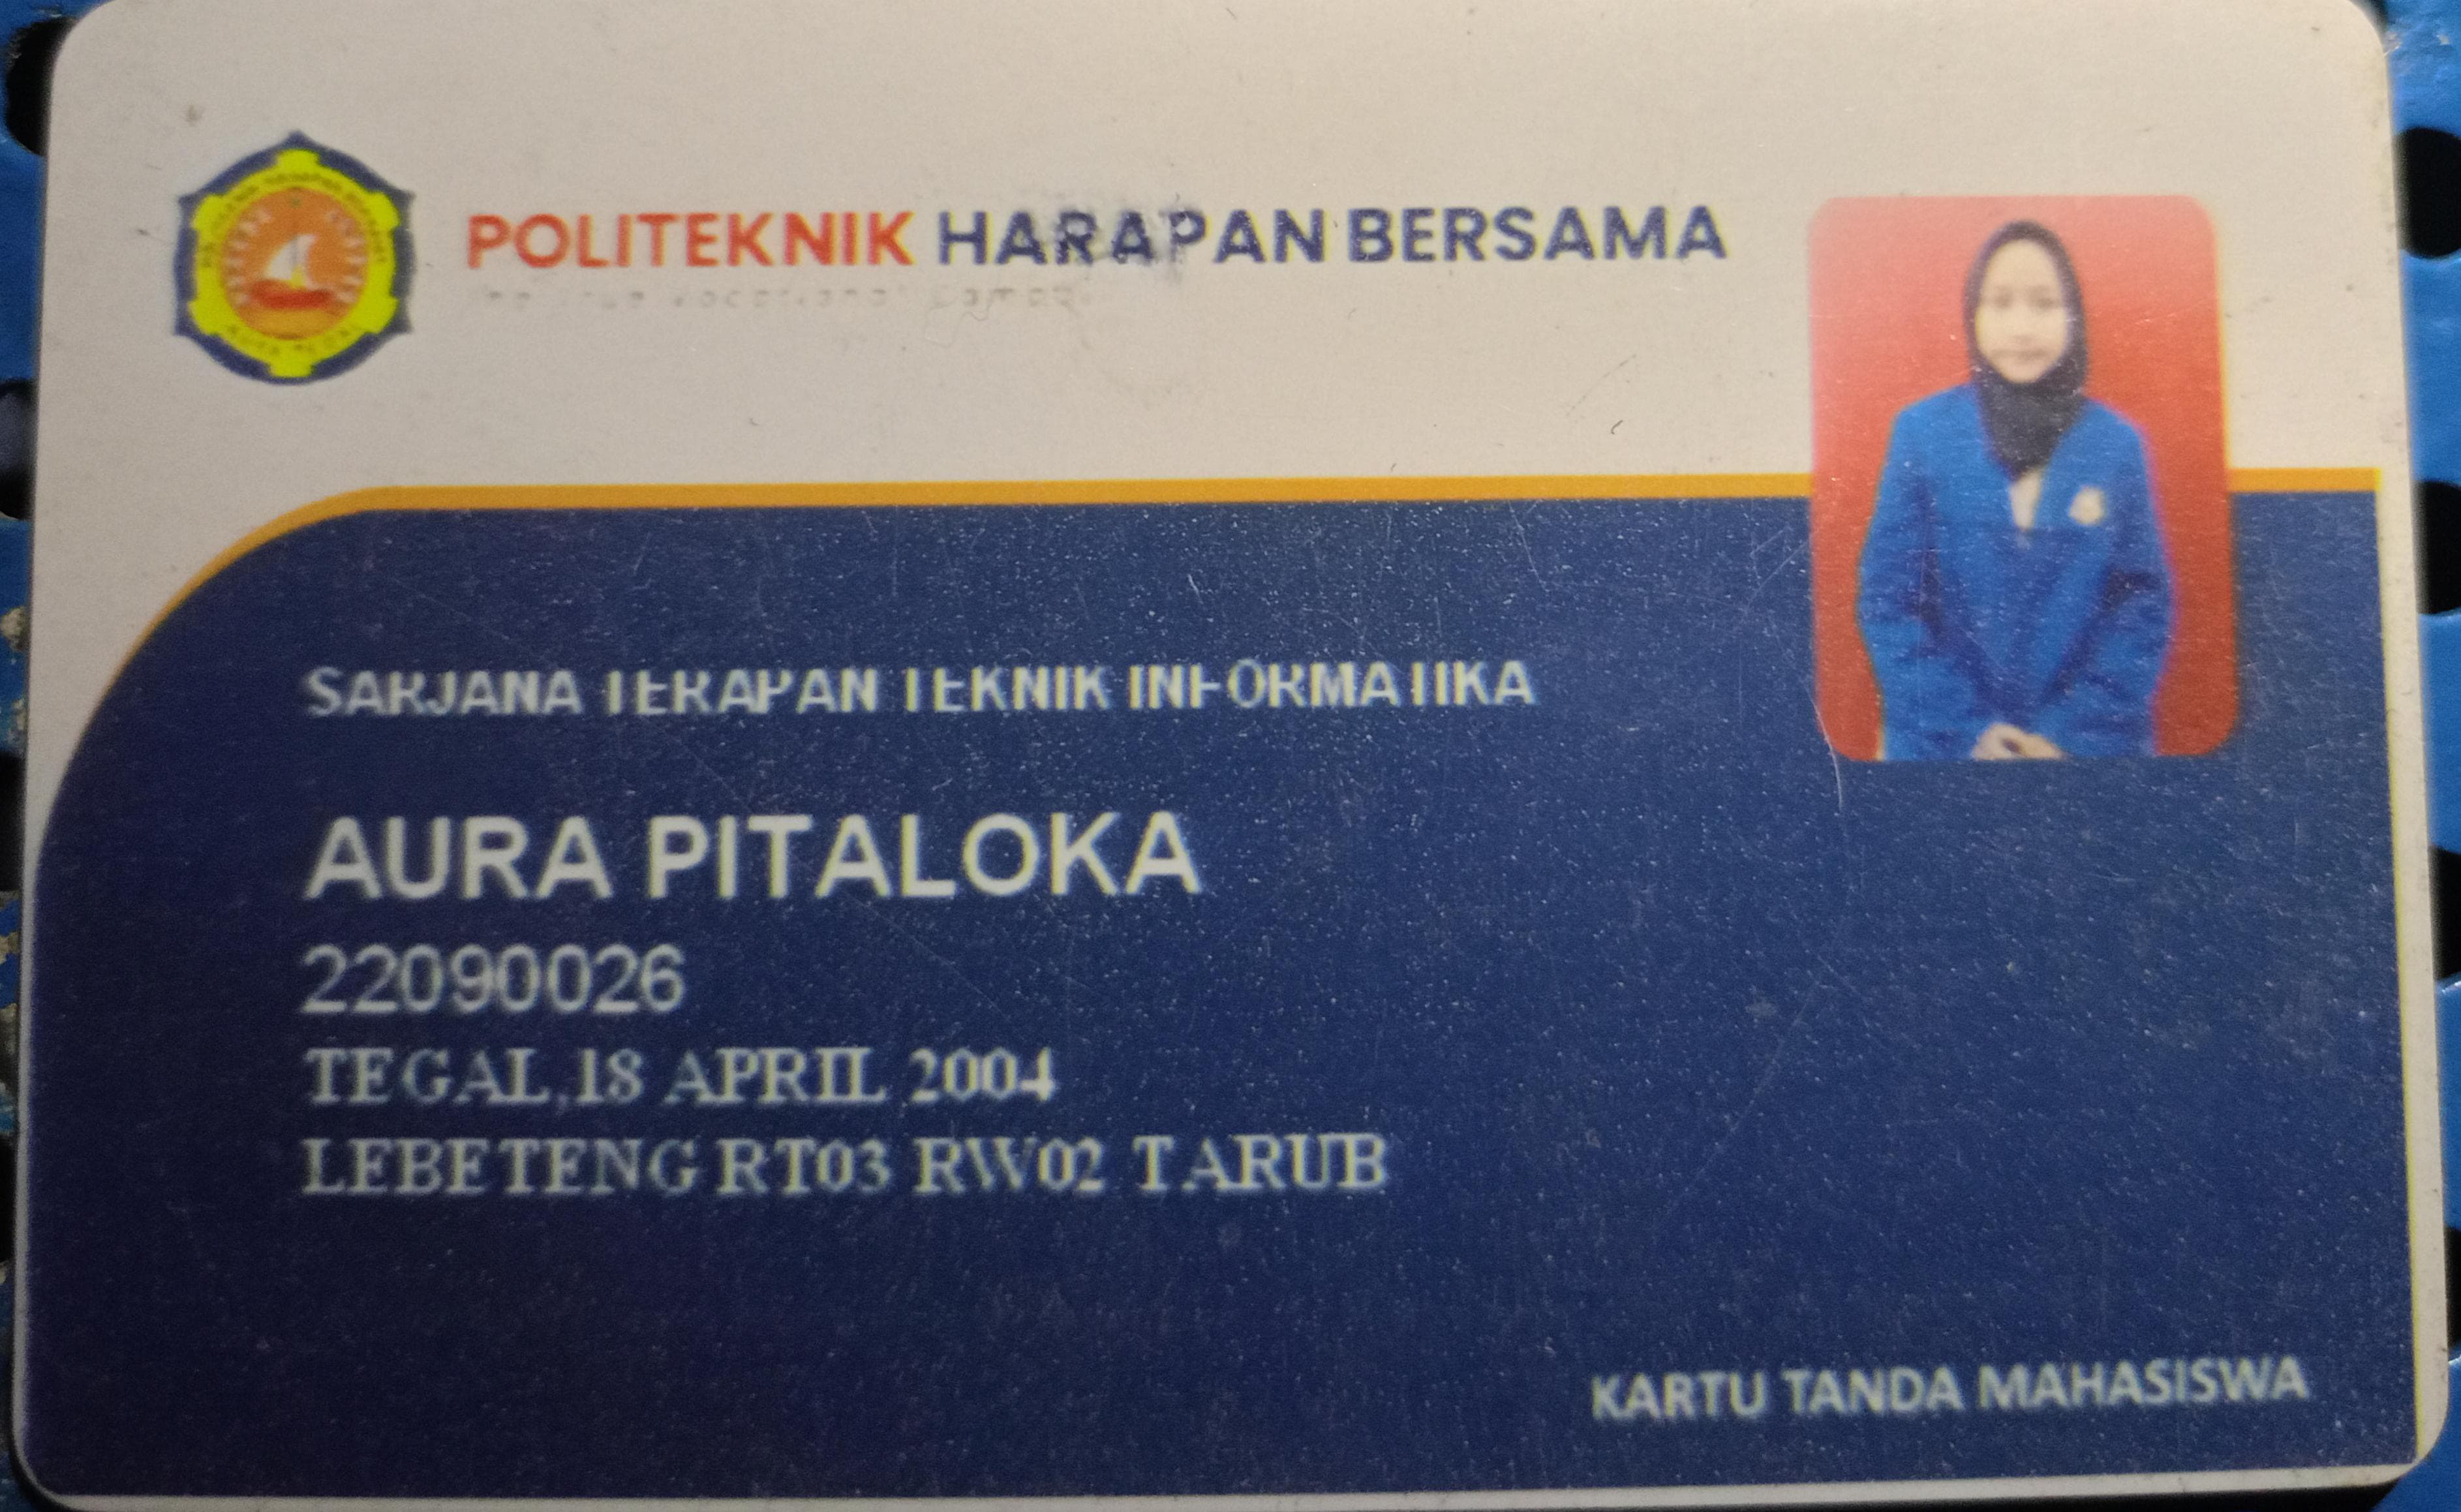 POLITEKNIK HARAPAN BERSAMA
SARJANA TERAPAN TEKNIK INFORMATIKA
AURA PITALOKA
22090026
TEGAL,18 APRIL 2004
LEBETENG RT03 RW02 TARUB
KARTU TANDA MAHASISWA